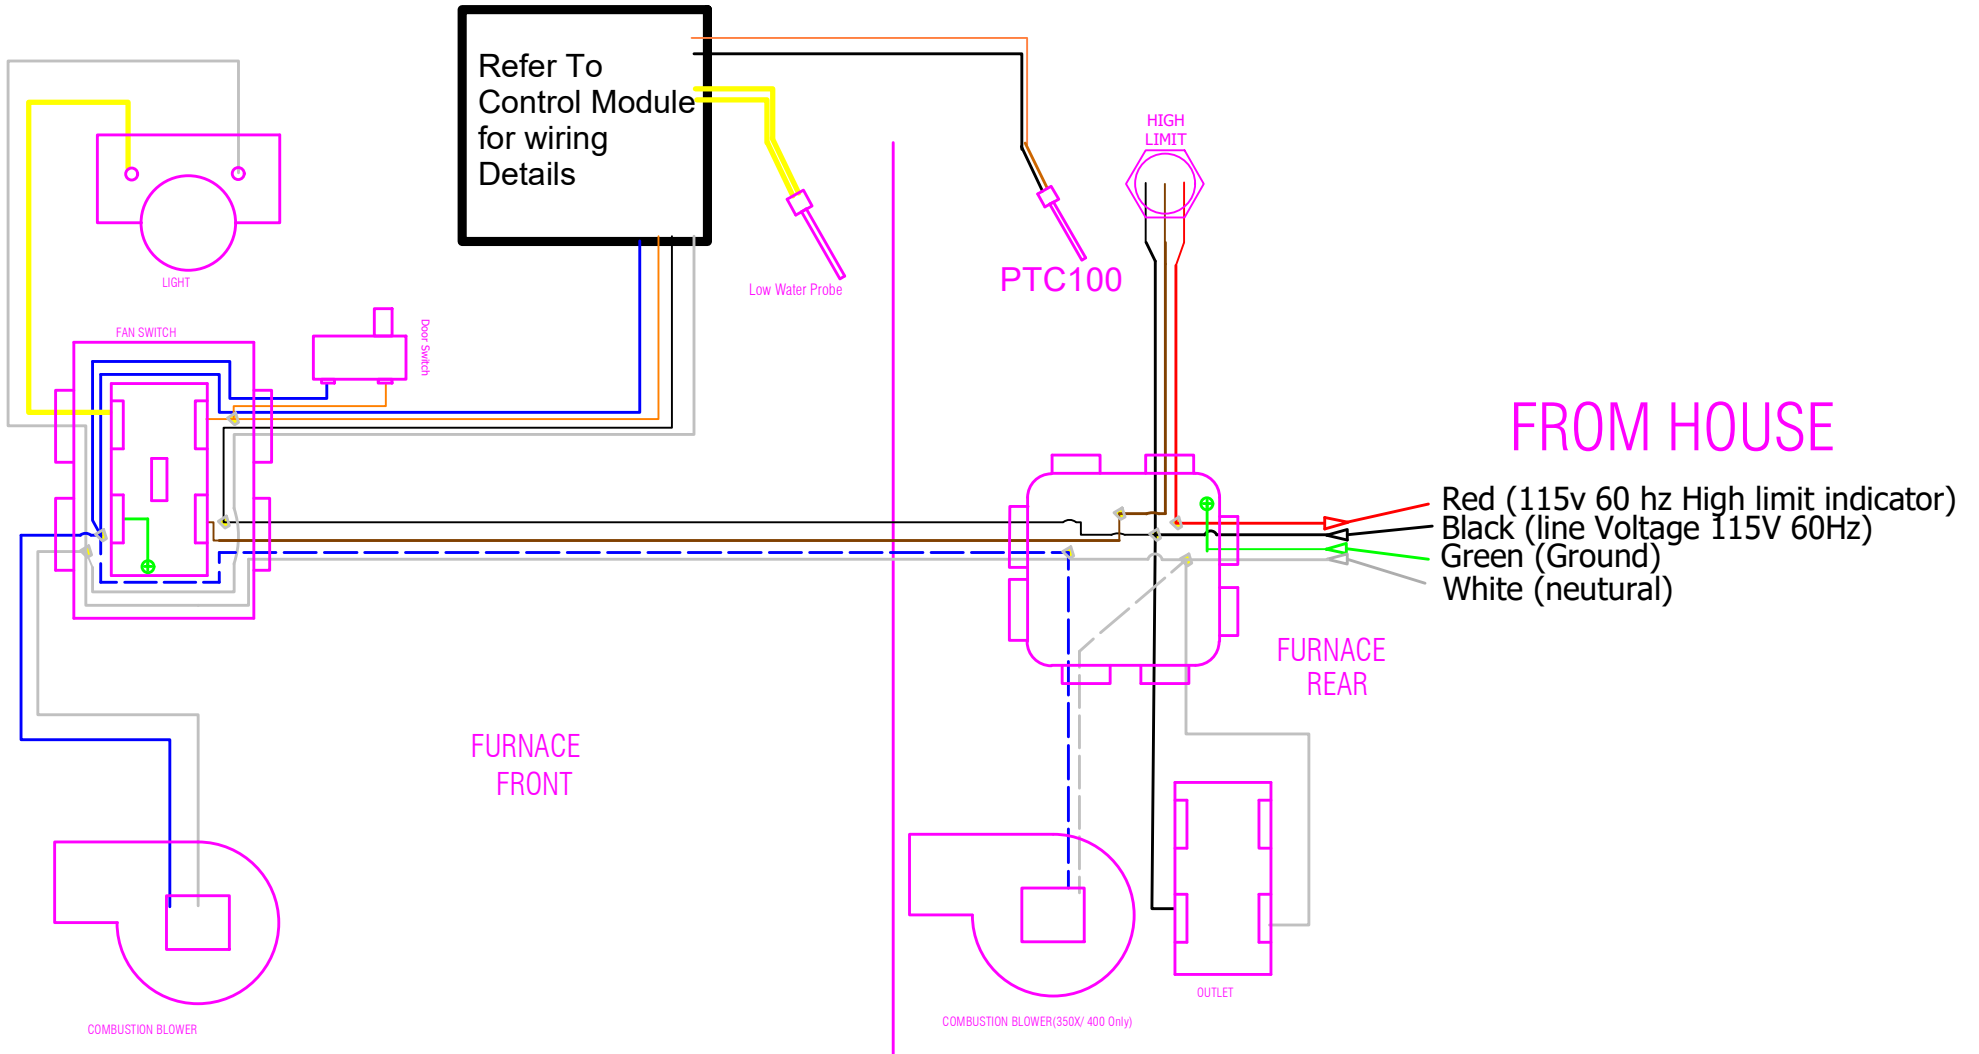 Refer To
Control Module
for wiring
Details
HIGH
LIMIT
LIGHT
Low Water Probe
PTC100
FAN SWITCH
Door Switch
FROM HOUSE
Red (115v 60 hz High limit indicator)
Black (line Voltage 115V 60Hz)
Green (Ground)
White (neutural)
FURNACE
REAR
FURNACE
FRONT
OUTLET
COMBUSTION BLOWER
COMBUSTION BLOWER(350X/ 400 Only)